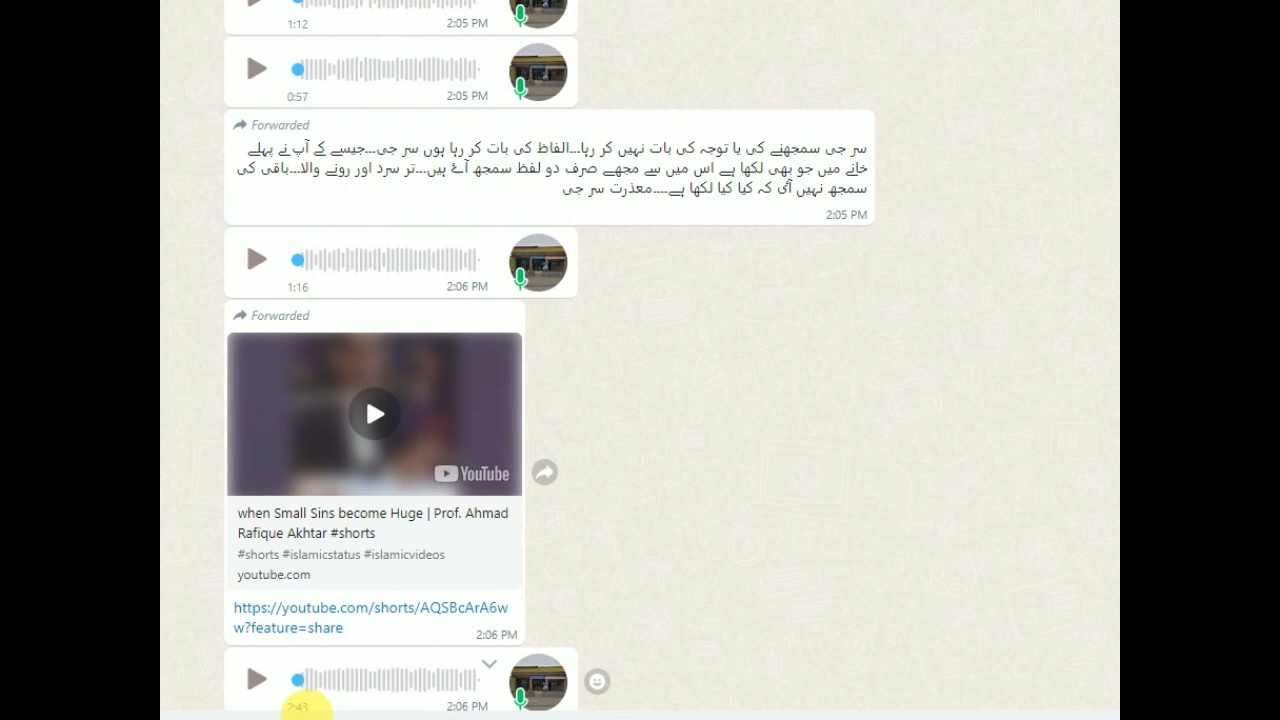 1:12
2:05 PM
0:57
2:05 PM
Forwarded
سر جی سمجھنے کی یا توجہ کی بات نہیں کر رہا...الفاظ کی بات کر رہا ہوں سر جی...جیسے کے آپ نے پہلے
خانے میں جو بھی لکھا ہے اس میں سے مجھے صرف دو لفظ سمجھ آۓ ہیں...تر سرد اور رونے والا...باقی کی
سمجھ نہیں آئ کہ کیا کیا لکھا ہے....معذرت سر جی
2:05 PM
1:16
2:06 PM
Forwarded
YouTube
when Small Sins become Huge | Prof. Ahmad
Rafique Akhtar #shorts
#shorts #islamicstatus #islamicvideos
youtube.com
https://youtube.com/shorts/AQSBcArA6w
w?feature=share
2:06 PM
2:43
2:06 PM